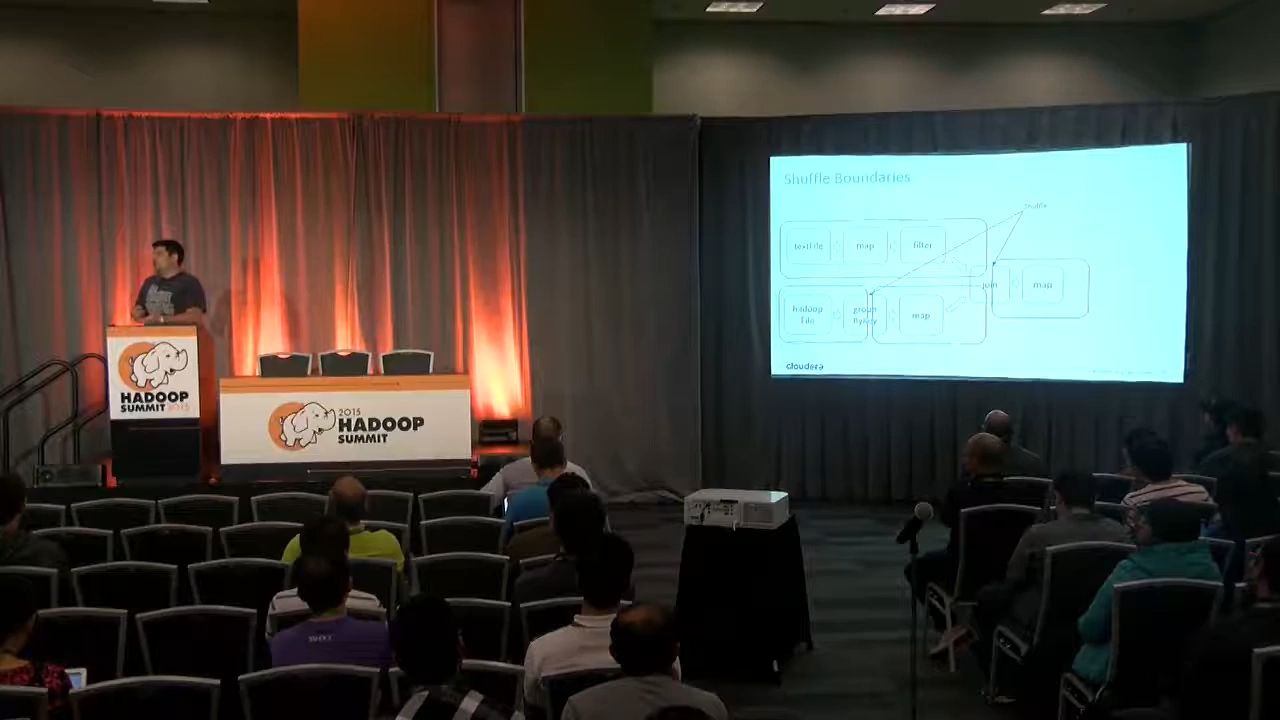 Shuffle Boundaries
Shuffle
textFile
map
filter
join
map
hadoop
File
group
ByKey
map
cloudera
HADOOP
SUMMIT 2015
2015
HADOOP
SUMMIT
YAHOO!